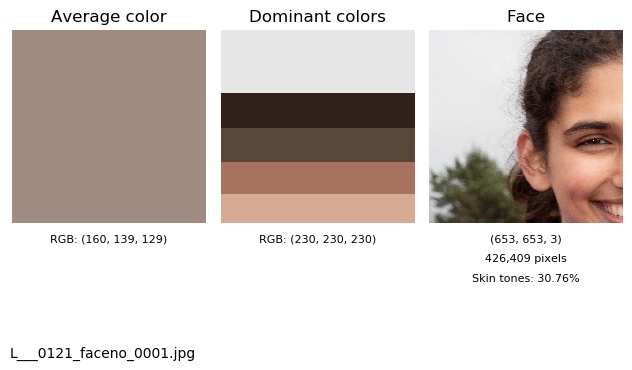 Average color
Dominant colors
Face
RGB: (160, 139, 129)
RGB: (230, 230, 230)
(653, 653, 3)
426,409 pixels
Skin tones: 30.76%
L___0121_faceno_0001.jpg